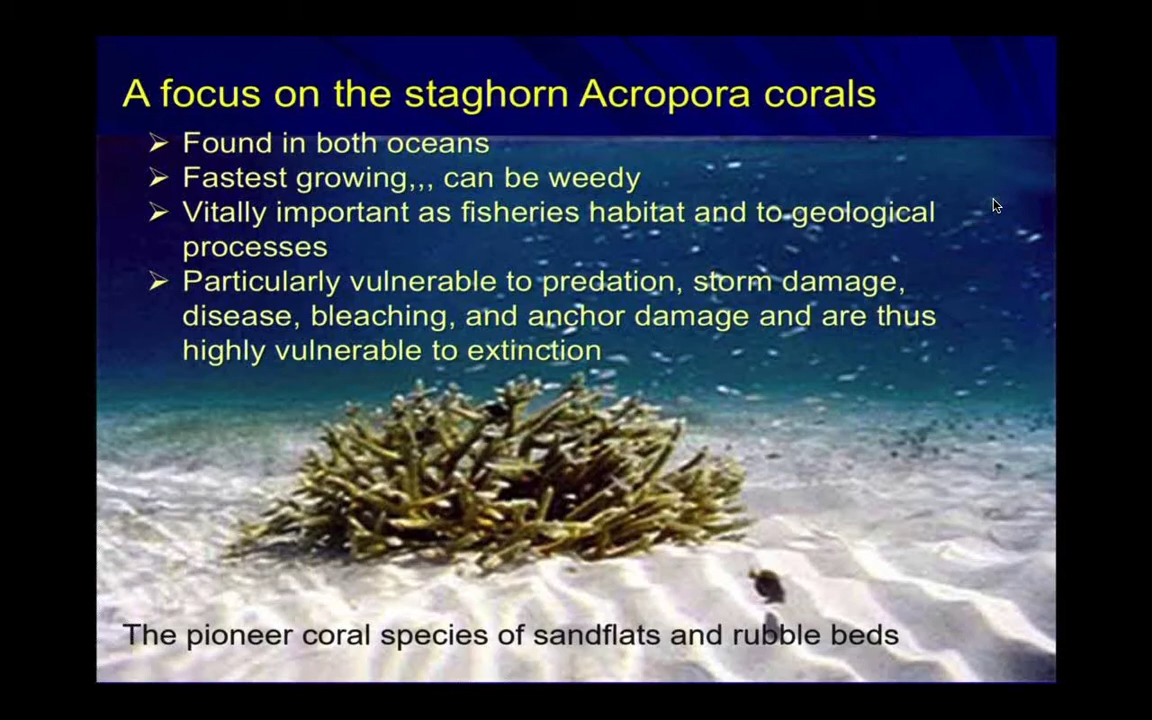 A focus on the staghorn Acropora corals
➢ Found in both oceans
➢ Fastest growing,,, can be weedy
➢ Vitally important as fisheries habitat and to geological
processes
➢ Particularly vulnerable to predation, storm damage,
disease, bleaching, and anchor damage and are thus
highly vulnerable to extinction
The pioneer coral species of sandflats and rubble beds